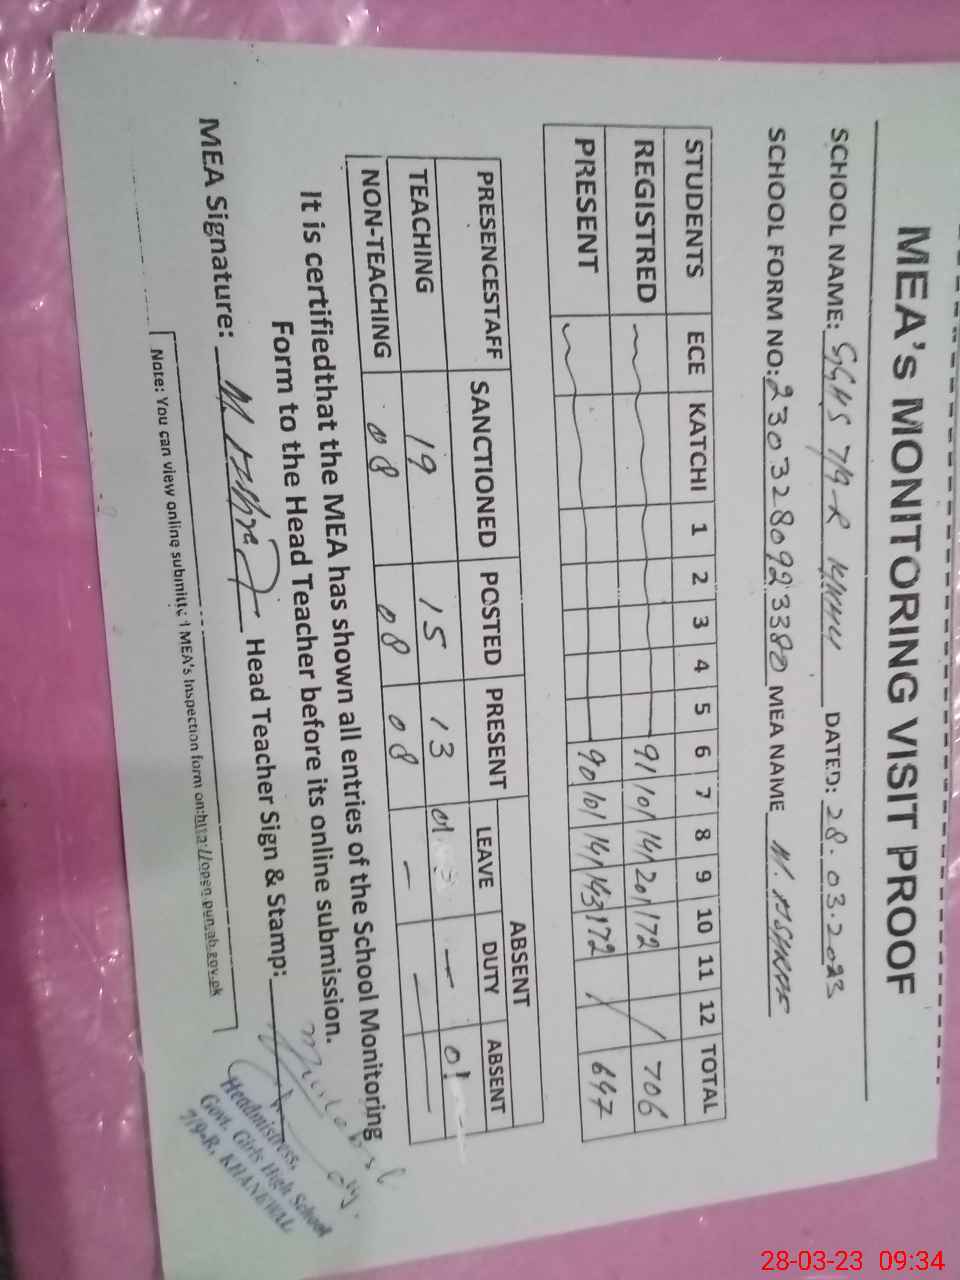 MEA's MONITORING VISIT PROOF
SCHOOL NAME: GGHS 7/9-R KWU DATED: 28.03.2023
SCHOOL FORM NO: 230328092338 MEA NAME M.
STUDENTS ECE KATCHI 1 2 3 4 5 6 7 8 9 10 11 12 TOTAL
REGISTRED 91 101 141 201 172 706
PRESENT 90 101 141 143 172 647
PRESENCESTAFF SANCTIONED POSTED PRESENT ABSENT
LEAVE DUTY ABSENT
TEACHING 19 15 13 01 - 01
NON-TEACHING 08 08 08 - - -
It is certifiedthat the MEA has shown all entries of the School Monitoring
Form to the Head Teacher before its online submission.
MEA Signature: Head Teacher Sign & Stamp:
Headmistress,
Govt. Girls High School
7/9-R, KHANEWAL
Note: You can view online submitted MEA's Inspection form on:http://open.punjab.gov.pk
28-03-23 09:34